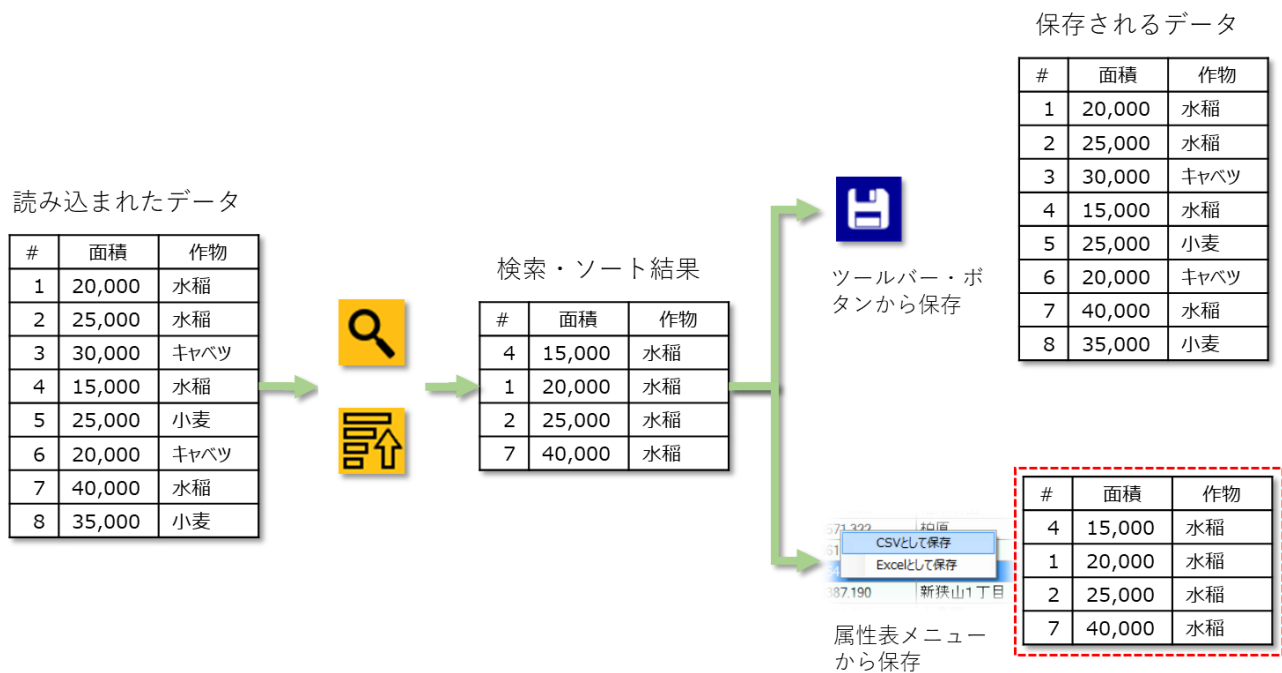 読み込まれたデータ
# 面積 作物
1 20,000 水稲
2 25,000 水稲
3 30,000 キャベツ
4 15,000 水稲
5 25,000 小麦
6 20,000 キャベツ
7 40,000 水稲
8 35,000 小麦
検索・ソート結果
# 面積 作物
4 15,000 水稲
1 20,000 水稲
2 25,000 水稲
7 40,000 水稲
ツールバー・ボ
タンから保存
保存されるデータ
# 面積 作物
1 20,000 水稲
2 25,000 水稲
3 30,000 キャベツ
4 15,000 水稲
5 25,000 小麦
6 20,000 キャベツ
7 40,000 水稲
8 35,000 小麦
571.322 柏原
CSVとして保存
Excelとして保存
387.190 新狭山1丁目
属性表メニュー
から保存
# 面積 作物
4 15,000 水稲
1 20,000 水稲
2 25,000 水稲
7 40,000 水稲